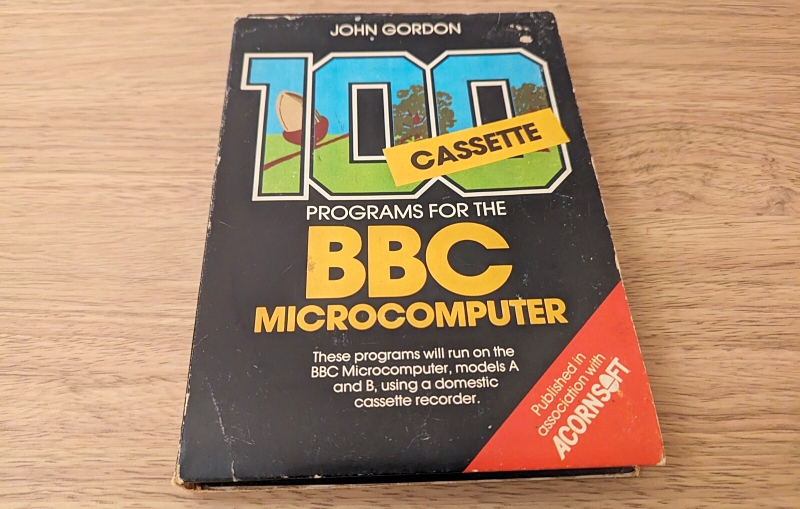 JOHN GORDON
100
CASSETTE
PROGRAMS FOR THE
BBC
MICROCOMPUTER
These programs will run on the
BBC Microcomputer, models A
and B, using a domestic
cassette recorder.
Published in
association with
ACORNSOFT